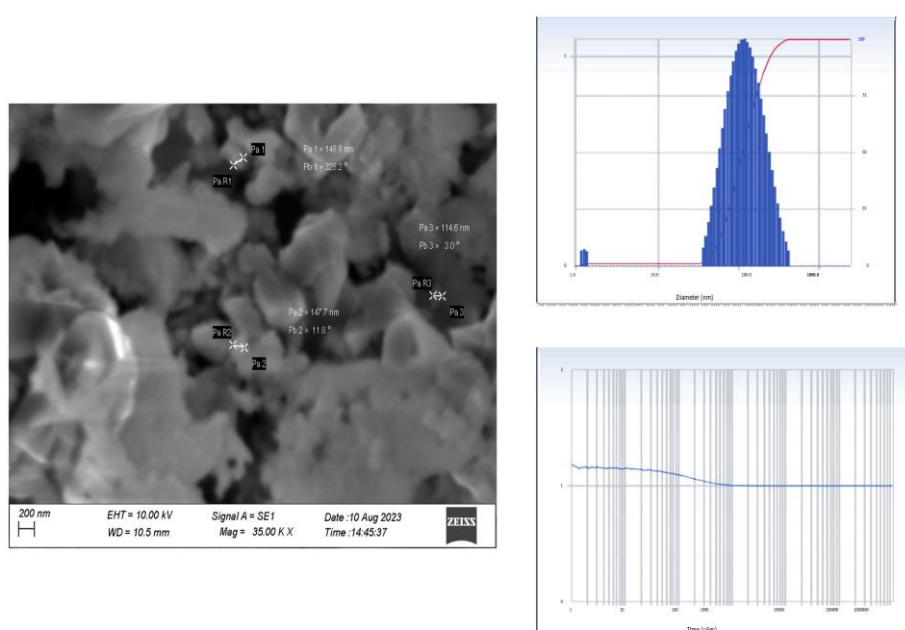 Pa 1
Pa 1 = 148.8 nm
Pb 1 = 328.2 °
Pa R1
Pa 3 = 114.6 nm
Pb 3 = 3.0 °
Pa R3
Pa 3
Pa 2 = 147.7 nm
Pb 2 = 11.8 °
Pa R2
Pa 2
200 nm
EHT = 10.00 kV
Signal A = SE1
Date :10 Aug 2023
WD = 10.5 mm
Mag = 35.00 K X
Time :14:45:37
ZEISS
100
75
50
25
0
1.0
100.0
1000.0
Diameter (nm)
2
1
0
Time (uSec)